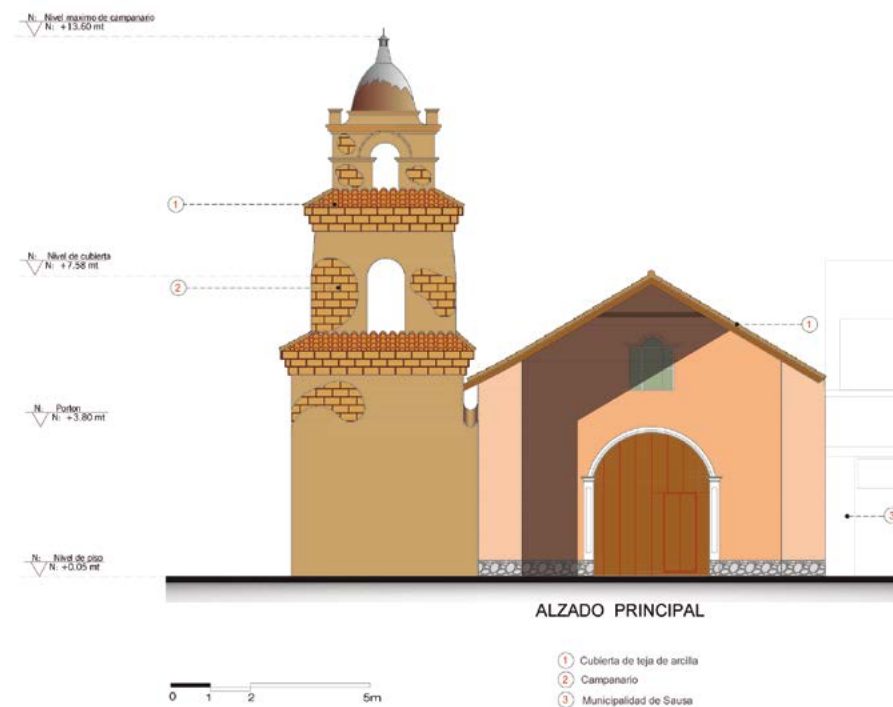 N: Nivel maximo de campanario
N: +13.60 mt
1
N: Nivel de cubierta
N: +7.58 mt
2
1
N: Porton
N: +3.80 mt
3
N: Nivel de piso
N: +0.05 mt
ALZADO PRINCIPAL
1 Cubierta de teja de arcilla
2 Campanario
3 Municipalidad de Sausa
0 1 2 5m